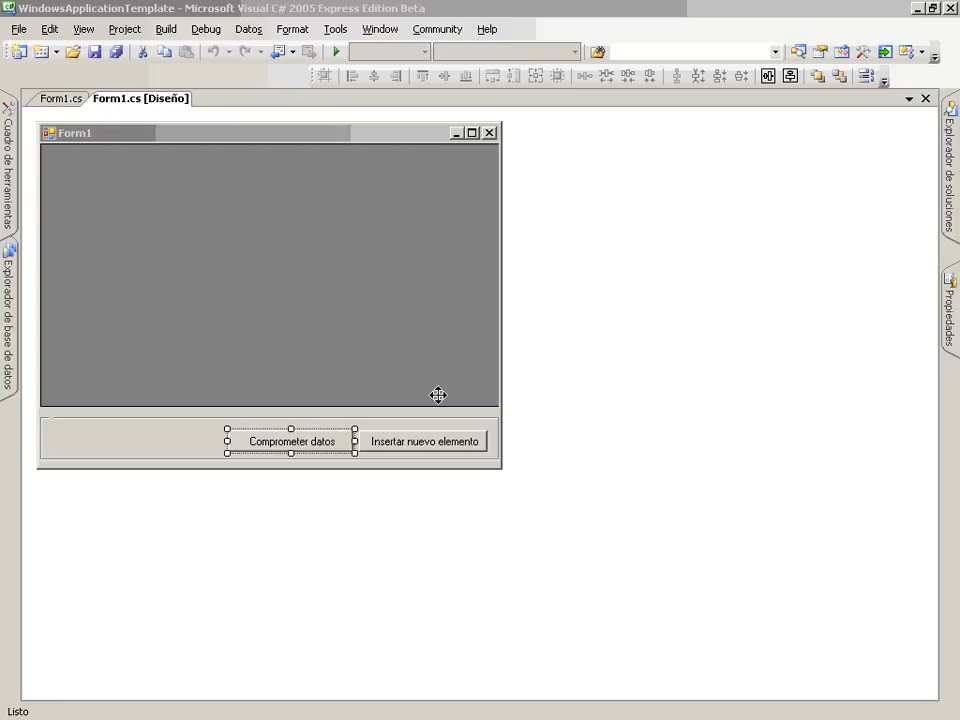 WindowsApplicationTemplate - Microsoft Visual C# 2005 Express Edition Beta
File Edit View Project Build Debug Datos Format Tools Window Community Help
Form1.cs Form1.cs [Diseño]
Form1
Comprometer datos Insertar nuevo elemento
Cuadro de herramientas
Explorador de base de datos
Explorador de soluciones
Propiedades
Listo